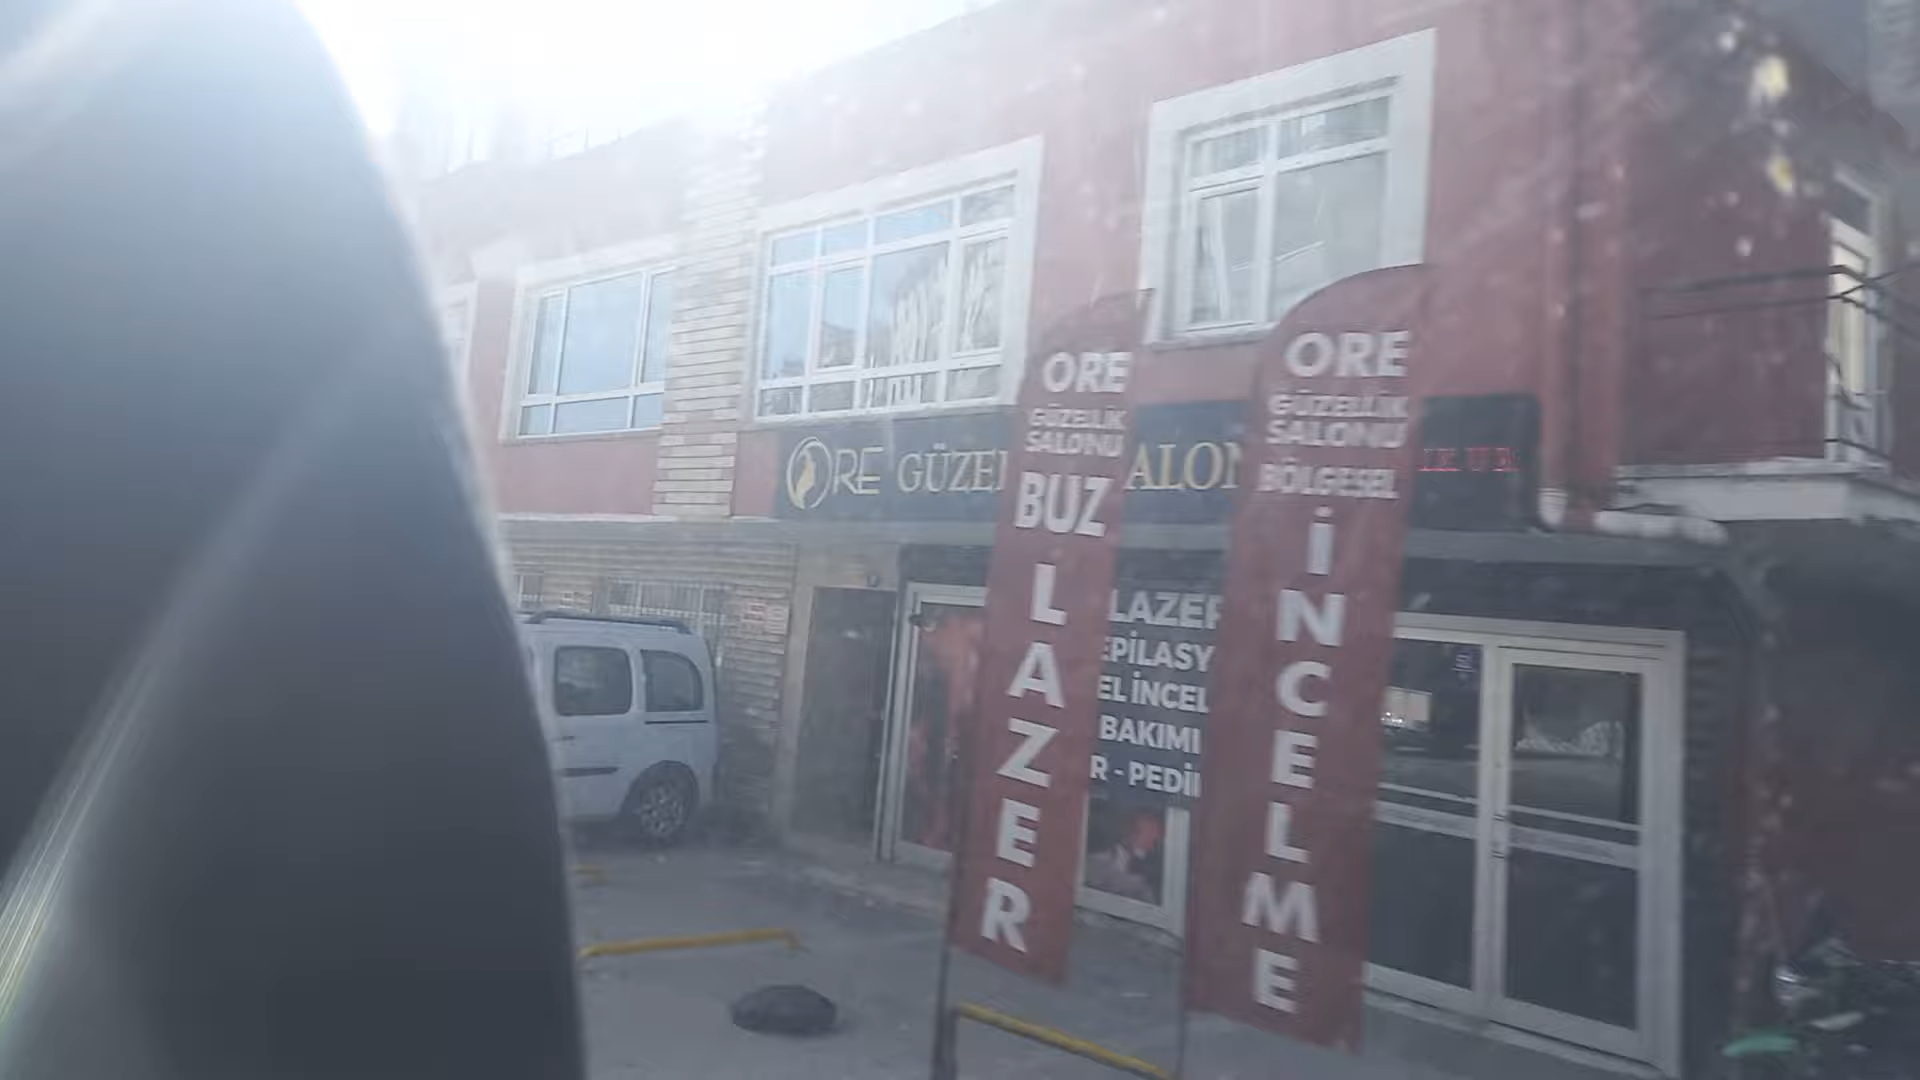 ORE GÜZEL ALON
ORE
GÜZELLİK
SALONU
BUZ
LAZER
ORE
GÜZELLİK
SALONU
BÖLGESEL
İNCELME
LAZER
EPİLASY
EL İNCEL
BAKIMI
R - PEDİ